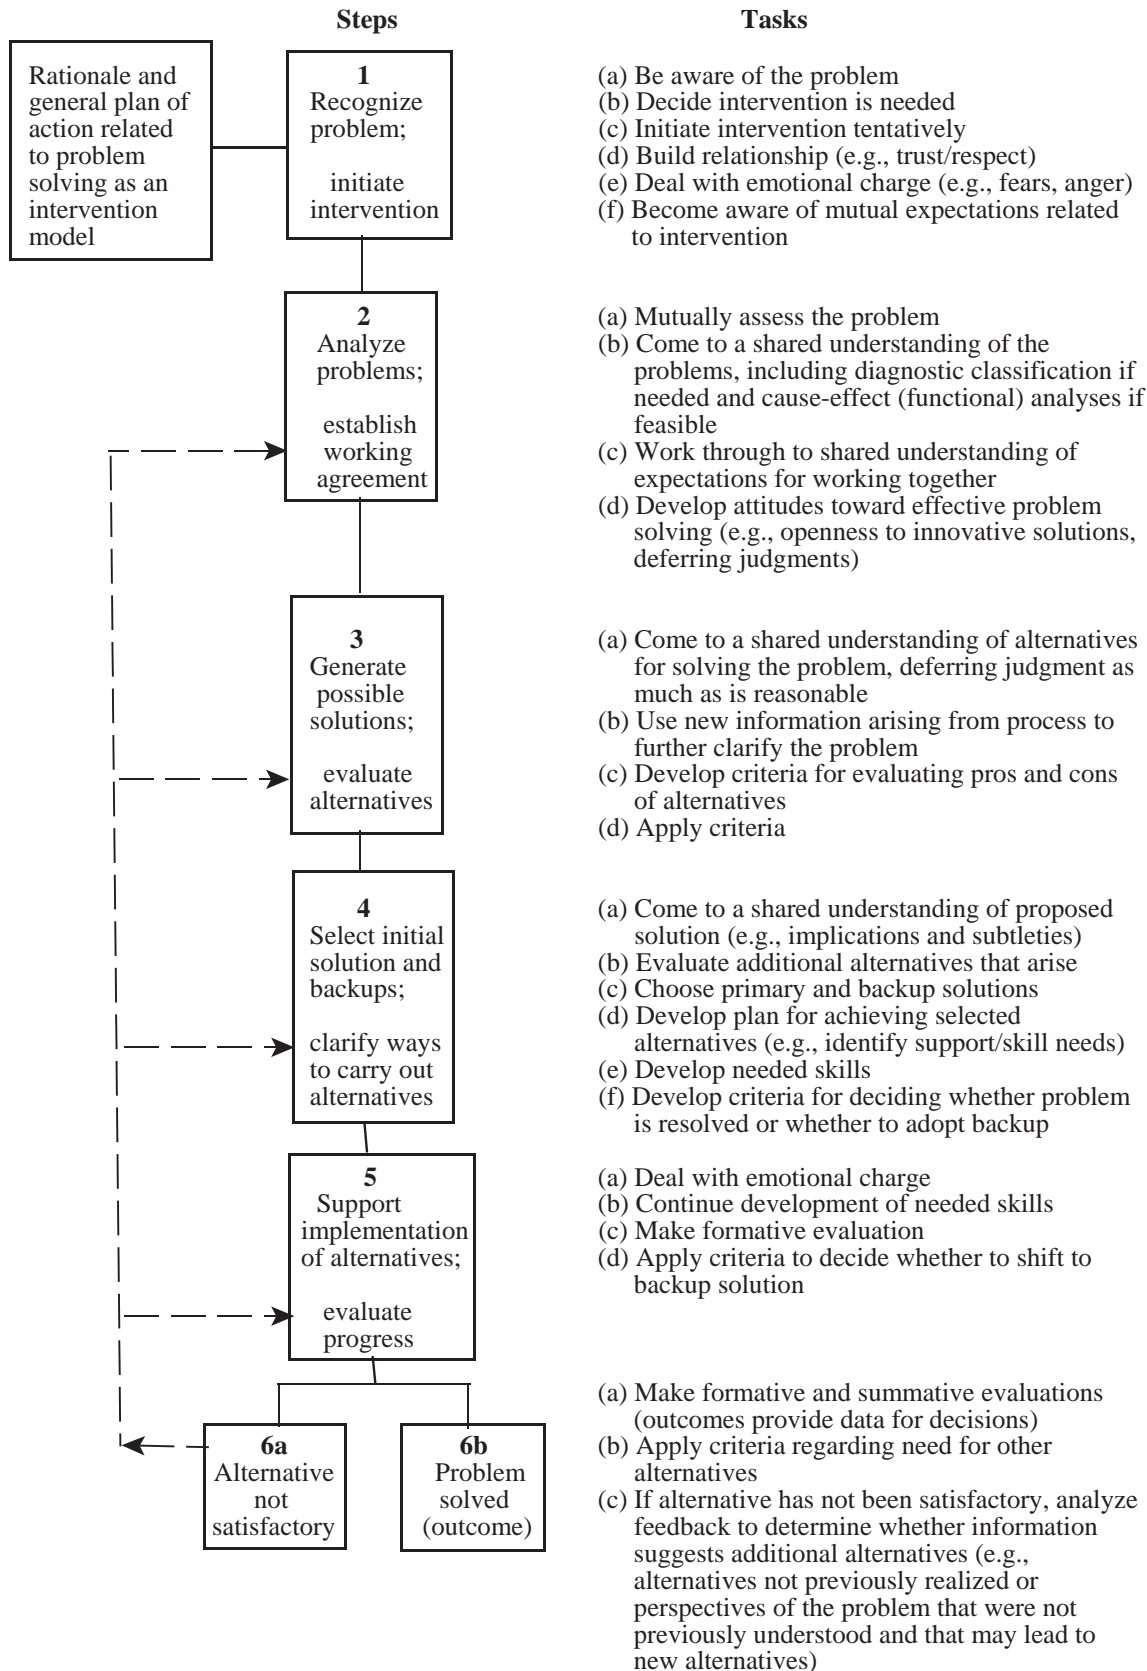 Steps
Tasks
Rationale and
general plan of
action related
to problem
solving as an
intervention
model
1
Recognize
problem;
initiate
intervention
(a) Be aware of the problem
(b) Decide intervention is needed
(c) Initiate intervention tentatively
(d) Build relationship (e.g., trust/respect)
(e) Deal with emotional charge (e.g., fears, anger)
(f) Become aware of mutual expectations related
to intervention
2
Analyze
problems;
establish
working
agreement
(a) Mutually assess the problem
(b) Come to a shared understanding of the
problems, including diagnostic classification if
needed and cause-effect (functional) analyses if
feasible
(c) Work through to shared understanding of
expectations for working together
(d) Develop attitudes toward effective problem
solving (e.g., openness to innovative solutions,
deferring judgments)
3
Generate
possible
solutions;
evaluate
alternatives
(a) Come to a shared understanding of alternatives
for solving the problem, deferring judgment as
much as is reasonable
(b) Use new information arising from process to
further clarify the problem
(c) Develop criteria for evaluating pros and cons
of alternatives
(d) Apply criteria
4
Select initial
solution and
backups;
clarify ways
to carry out
alternatives
(a) Come to a shared understanding of proposed
solution (e.g., implications and subtleties)
(b) Evaluate additional alternatives that arise
(c) Choose primary and backup solutions
(d) Develop plan for achieving selected
alternatives (e.g., identify support/skill needs)
(e) Develop needed skills
(f) Develop criteria for deciding whether problem
is resolved or whether to adopt backup
5
Support
implementation
of alternatives;
evaluate
progress
(a) Deal with emotional charge
(b) Continue development of needed skills
(c) Make formative evaluation
(d) Apply criteria to decide whether to shift to
backup solution
6a
Alternative
not
satisfactory
6b
Problem
solved
(outcome)
(a) Make formative and summative evaluations
(outcomes provide data for decisions)
(b) Apply criteria regarding need for other
alternatives
(c) If alternative has not been satisfactory, analyze
feedback to determine whether information
suggests additional alternatives (e.g.,
alternatives not previously realized or
perspectives of the problem that were not
previously understood and that may lead to
new alternatives)